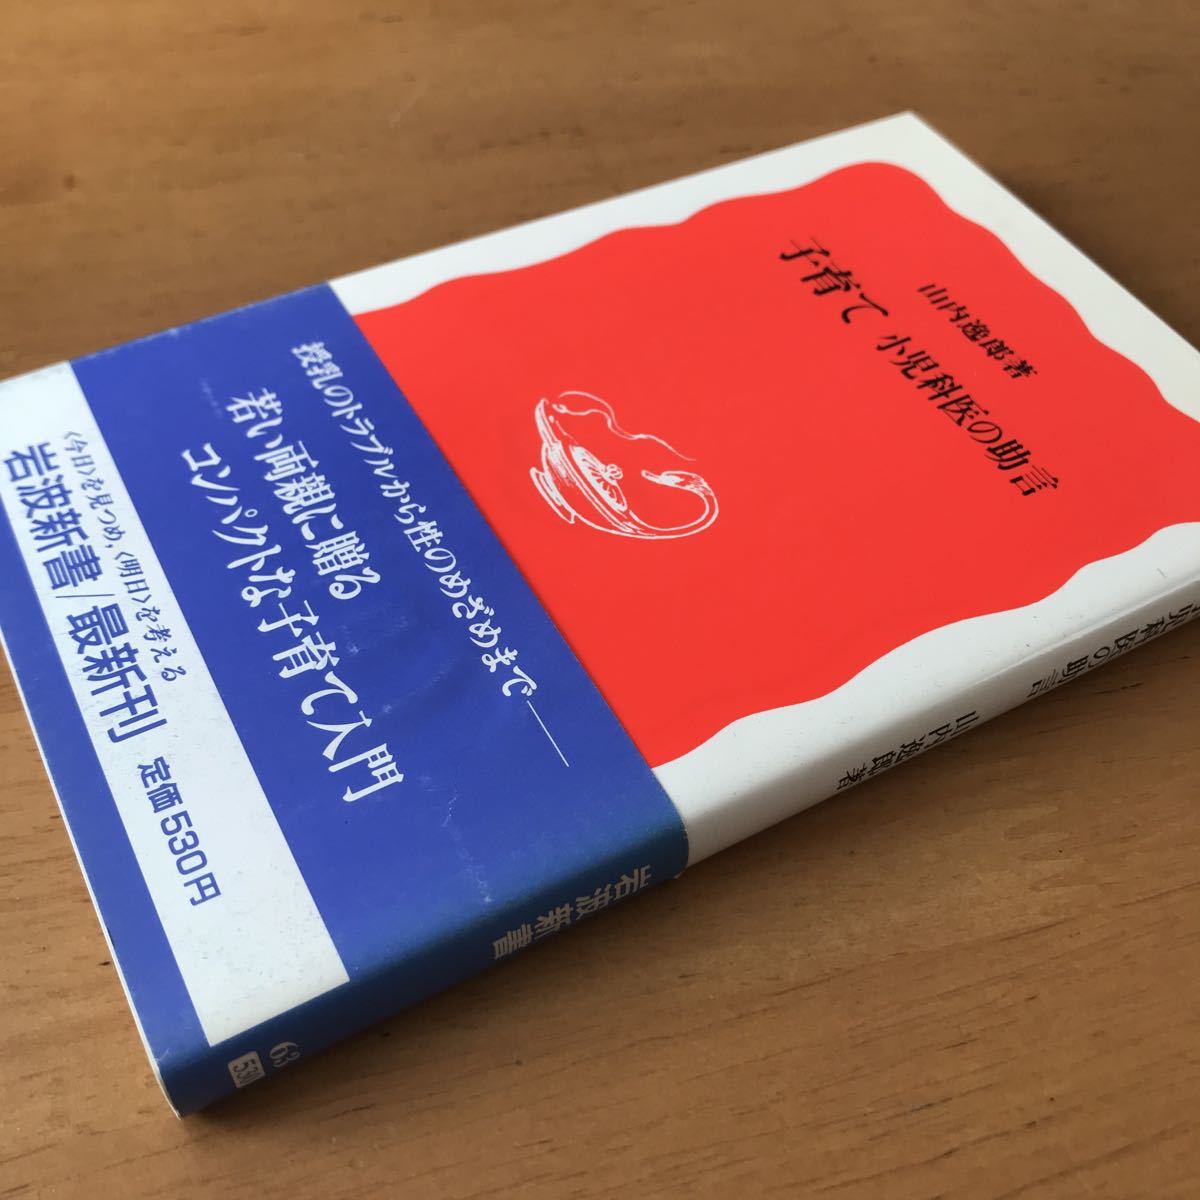 山内逸郎著
子育て 小児科医の助言
授乳のトラブルから性のめざめまで——
若い両親に贈る
コンパクトな子育て入門
〈今日〉を見つめ,〈明日〉を考える
岩波新書/最新刊 定価530円
児科医の助言 山内逸郎著
岩波新書
63
530